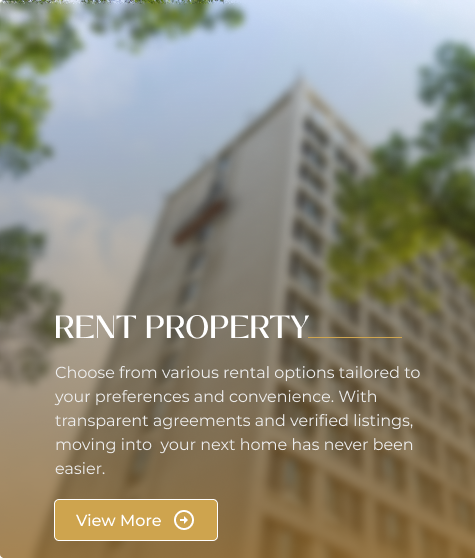 RENT PROPERTY
Choose from various rental options tailored to
your preferences and convenience. With
transparent agreements and verified listings,
moving into  your next home has never been
easier.
View More